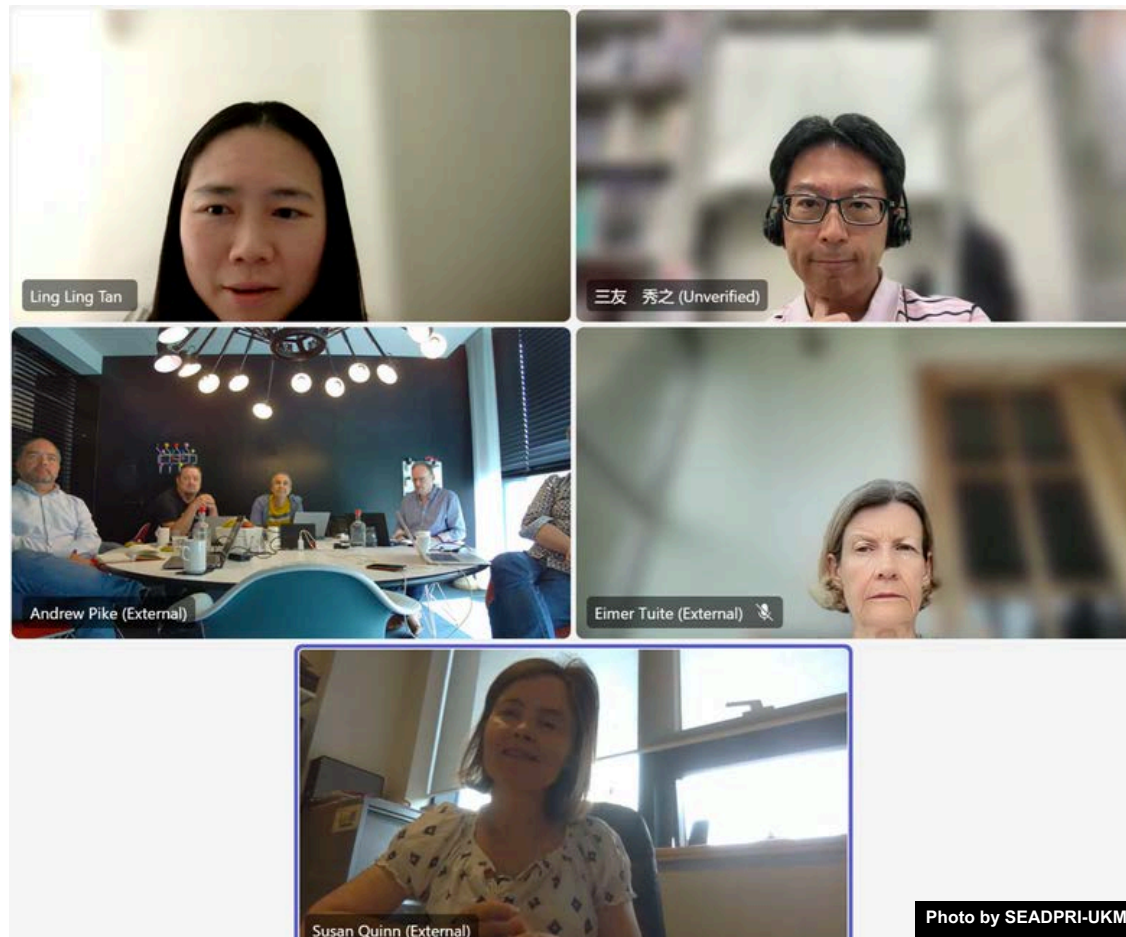 Ling Ling Tan
三友　秀之 (Unverified)
Andrew Pike (External)
Eimer Tuite (External)
Susan Quinn (External)
Photo by SEADPRI-UKM